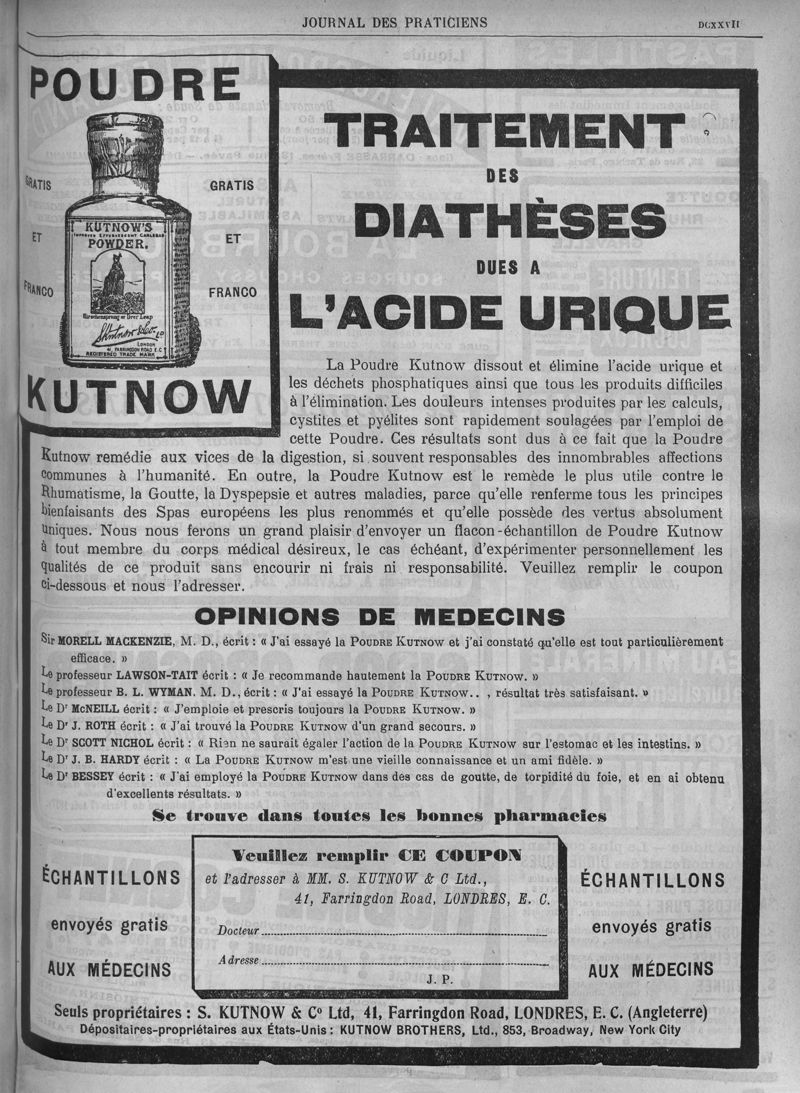 JOURNAL DES PRATICIENS
DCXXVII
POUDRE
GRATIS
ET
FRANCO
KUTNOW'S
IMPROVED EFFERVESCENT CARLSBAD
POWDER.
Hirschensprung or Deer Leap
S. Kutnow & Co. Ld
LONDON
41, FARRINGDON ROAD E.C.
REGISTERED TRADE MARK
GRATIS
ET
FRANCO
KUTNOW
TRAITEMENT
DES
DIATHÈSES
DUES A
L'ACIDE URIQUE
La Poudre Kutnow dissout et élimine l'acide urique et
les déchets phosphatiques ainsi que tous les produits difficiles
à l'élimination. Les douleurs intenses produites par les calculs,
cystites et pyélites sont rapidement soulagées par l'emploi de
cette Poudre. Ces résultats sont dus à ce fait que la Poudre
Kutnow remédie aux vices de la digestion, si souvent responsables des innombrables affections
communes à l'humanité. En outre, la Poudre Kutnow est le remède le plus utile contre le
Rhumatisme, la Goutte, la Dyspepsie et autres maladies, parce qu'elle renferme tous les principes
bienfaisants des Spas européens les plus renommés et qu'elle possède des vertus absolument
uniques. Nous nous ferons un grand plaisir d'envoyer un flacon-échantillon de Poudre Kutnow
à tout membre du corps médical désireux, le cas échéant, d'expérimenter personnellement les
qualités de ce produit sans encourir ni frais ni responsabilité. Veuillez remplir le coupon
ci-dessous et nous l'adresser.
OPINIONS DE MEDECINS
Sir MORELL MACKENZIE, M. D., écrit : « J'ai essayé la POUDRE KUTNOW et j'ai constaté qu'elle est tout particulièrement
efficace. »
Le professeur LAWSON-TAIT écrit : « Je recommande hautement la POUDRE KUTNOW. »
Le professeur B. L. WYMAN. M. D., écrit : « J'ai essayé la POUDRE KUTNOW.. , résultat très satisfaisant. »
Le Dr McNEILL écrit : « J'emploie et prescris toujours la POUDRE KUTNOW. »
Le Dr J. ROTH écrit : « J'ai trouvé la POUDRE KUTNOW d'un grand secours. »
Le Dr SCOTT NICHOL écrit : « Rien ne saurait égaler l'action de la POUDRE KUTNOW sur l'estomac et les intestins. »
Le Dr J. B. HARDY écrit : « La POUDRE KUTNOW m'est une vieille connaissance et un ami fidèle. »
Le Dr BESSEY écrit : « J'ai employé la POUDRE KUTNOW dans des cas de goutte, de torpidité du foie, et en ai obtenu
d'excellents résultats. »
Se trouve dans toutes les bonnes pharmacies
ÉCHANTILLONS
envoyés gratis
AUX MÉDECINS
Veuillez remplir CE COUPON
et l'adresser à MM. S. KUTNOW & C Ltd.,
41, Farringdon Road, LONDRES, E. C.
Docteur
Adresse
J. P.
ÉCHANTILLONS
envoyés gratis
AUX MÉDECINS
Seuls propriétaires : S. KUTNOW & Co Ltd, 41, Farringdon Road, LONDRES, E. C. (Angleterre)
Dépositaires-propriétaires aux États-Unis : KUTNOW BROTHERS, Ltd., 853, Broadway, New York City